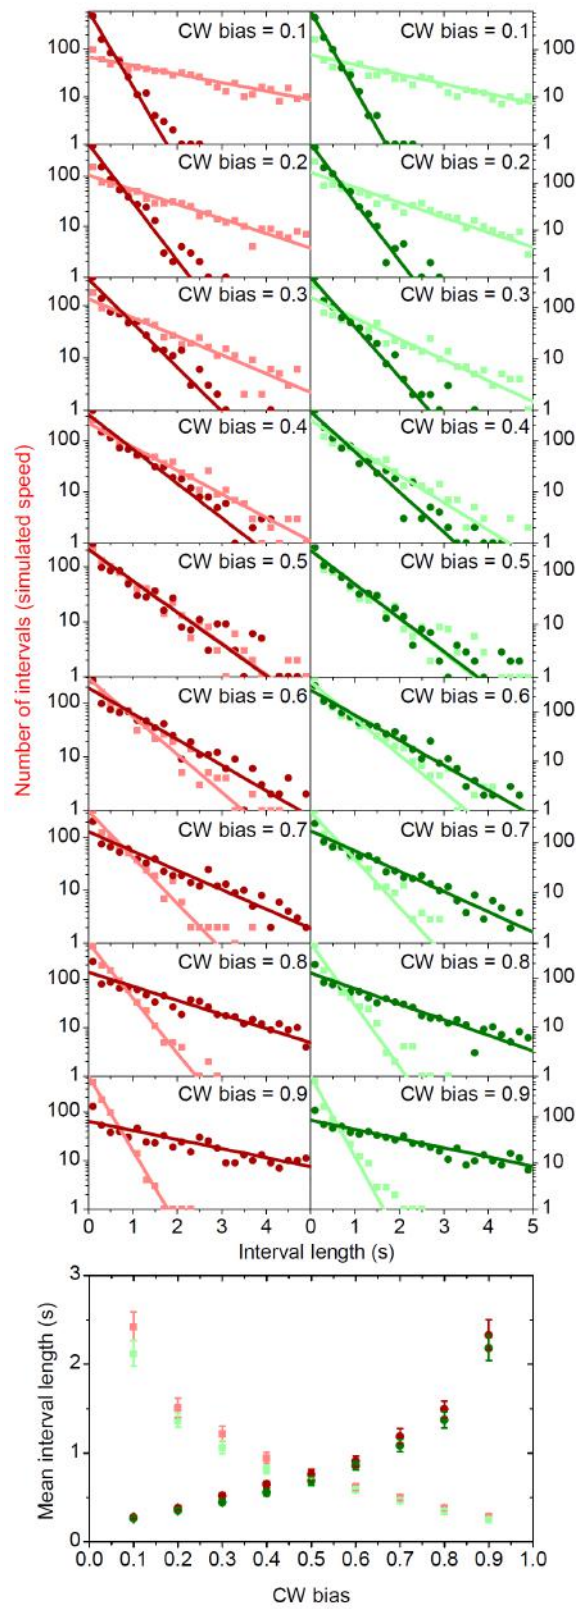 Number of intervals (simulated speed)
CW bias = 0.1
CW bias = 0.1
100
10
1
100
10
1
CW bias = 0.2
CW bias = 0.2
100
10
1
100
10
1
CW bias = 0.3
CW bias = 0.3
100
10
1
100
10
1
CW bias = 0.4
CW bias = 0.4
100
10
1
100
10
1
CW bias = 0.5
CW bias = 0.5
100
10
1
100
10
1
CW bias = 0.6
CW bias = 0.6
100
10
1
100
10
1
CW bias = 0.7
CW bias = 0.7
100
10
1
100
10
1
CW bias = 0.8
CW bias = 0.8
100
10
1
100
10
1
CW bias = 0.9
CW bias = 0.9
100
10
1
100
10
1
0 1 2 3 4 0 1 2 3 4 5
Interval length (s)
Mean interval length (s)
3
2
1
0
0.0 0.1 0.2 0.3 0.4 0.5 0.6 0.7 0.8 0.9 1.0
CW bias